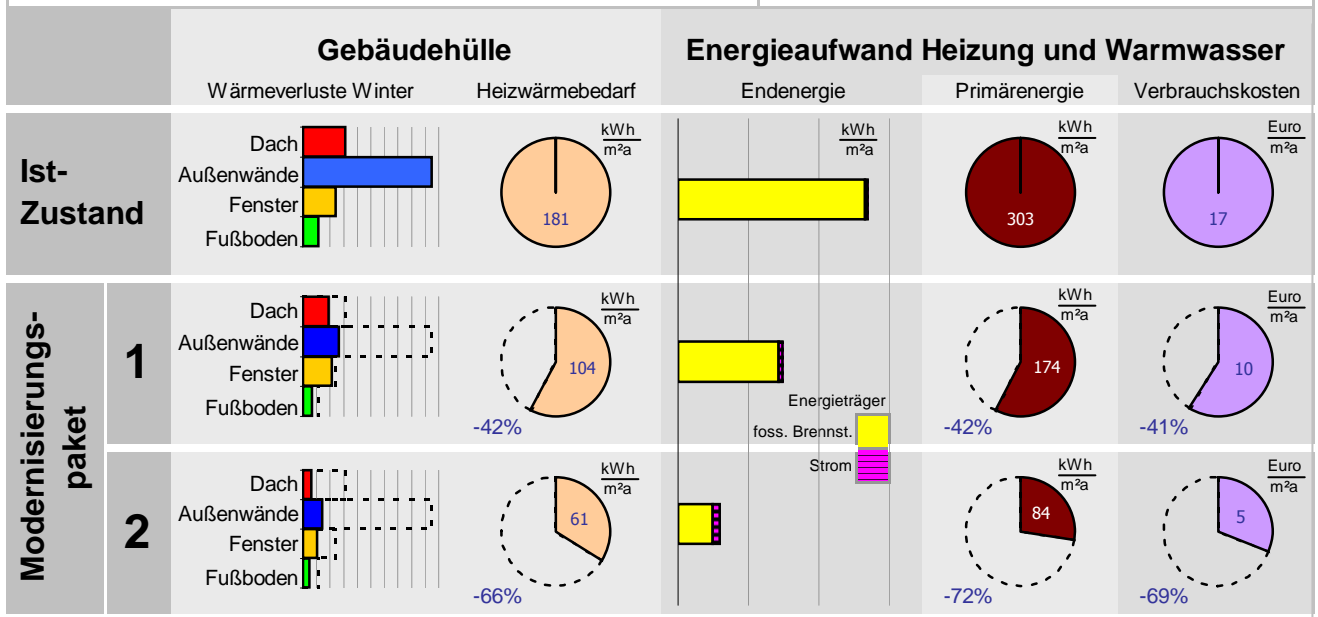 Gebäudehülle
Energieaufwand Heizung und Warmwasser
Wärmeverluste Winter
Heizwärmebedarf
Endenergie
Primärenergie
Verbrauchskosten
Ist-
Zustand
Dach
Außenwände
Fenster
Fußboden
kWh
m²a
181
kWh
m²a
kWh
m²a
303
Euro
m²a
17
Modernisierungs-
paket
1
Dach
Außenwände
Fenster
Fußboden
kWh
m²a
104
-42%
Energieträger
foss. Brennst.
Strom
kWh
m²a
174
-42%
Euro
m²a
10
-41%
2
Dach
Außenwände
Fenster
Fußboden
kWh
m²a
61
-66%
kWh
m²a
84
-72%
Euro
m²a
5
-69%